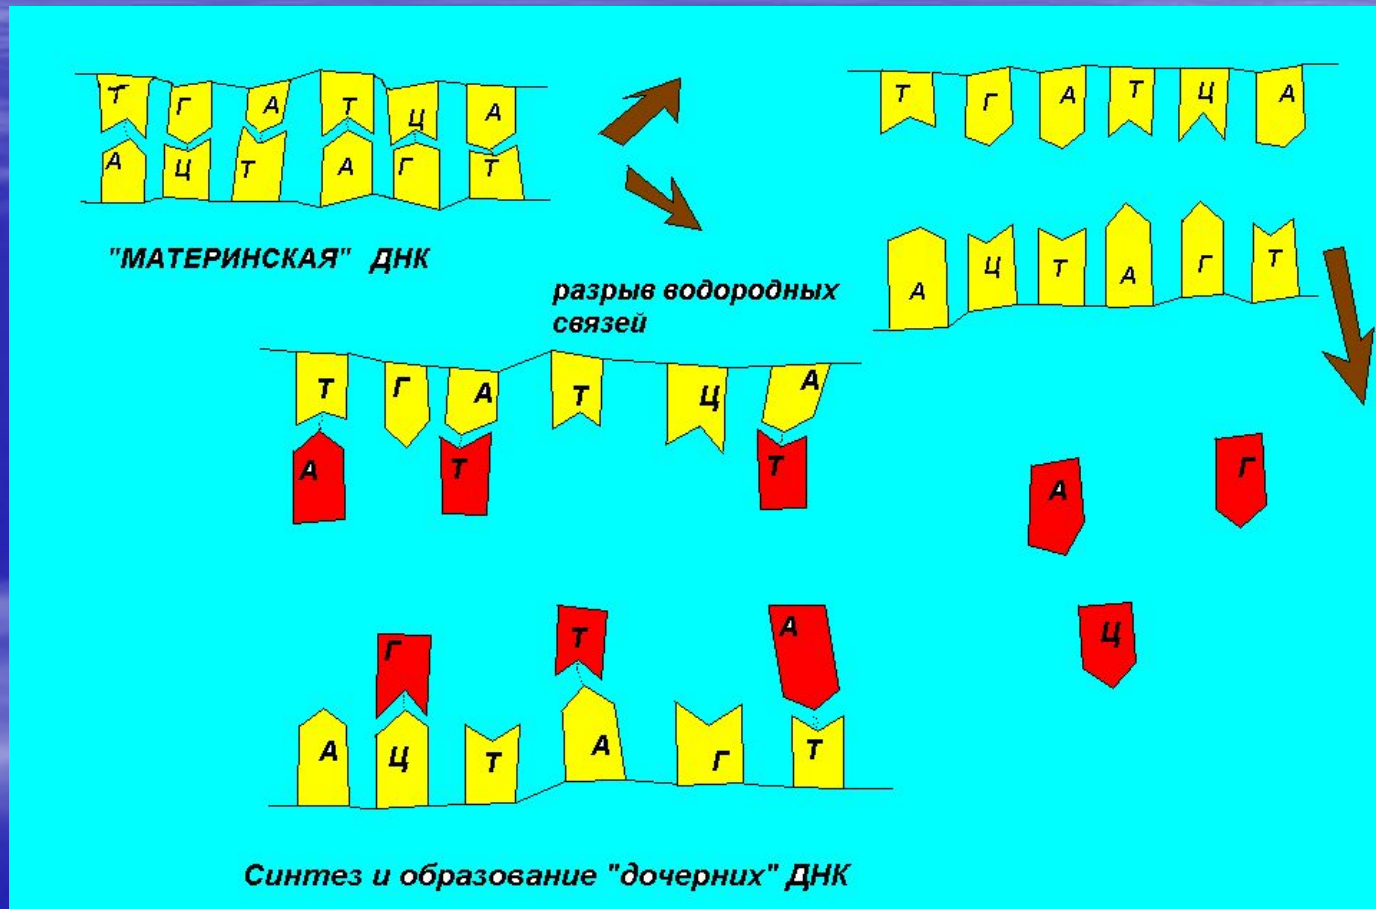 Т Г А Т Ц А
А Ц Т А Г Т
"МАТЕРИНСКАЯ" ДНК
Т Г А Т Ц А
А Ц Т А Г Т
разрыв водородных
связей
Т Г А Т Ц А
А Т Т
А Г
Ц
Г Т А
А Ц Т А Г Т
Синтез и образование "дочерних" ДНК